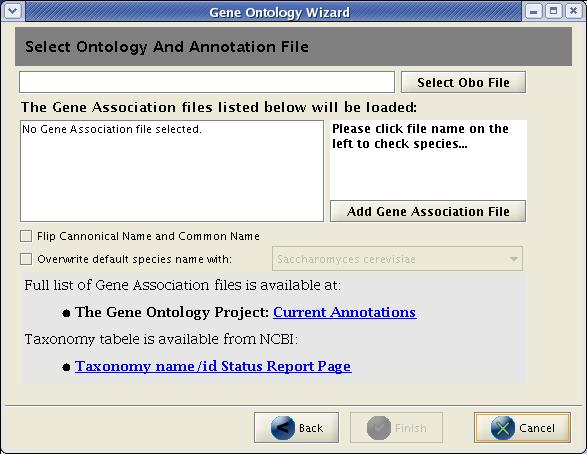 Gene Ontology Wizard
Select Ontology And Annotation File
Select Obo File
The Gene Association files listed below will be loaded:
No Gene Association file selected.
Please click file name on the
left to check species...
Add Gene Association File
Flip Cannonical Name and Common Name
Overwrite default species name with:
Saccharomyces cerevisiae
Full list of Gene Association files is available at:
● The Gene Ontology Project: Current Annotations
Taxonomy tabele is available from NCBI:
● Taxonomy name/id Status Report Page
Back
Finish
Cancel